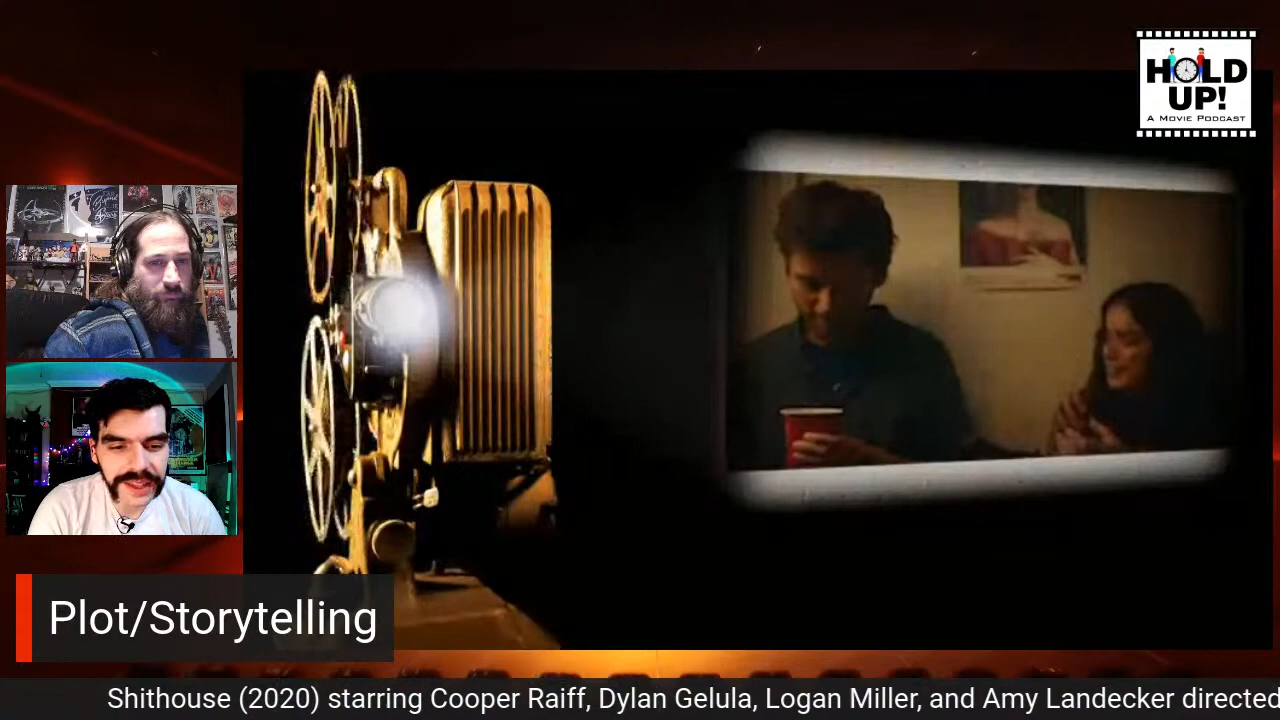 HOLD
UP!
A MOVIE PODCAST
Plot/Storytelling
Shithouse (2020) starring Cooper Raiff, Dylan Gelula, Logan Miller, and Amy Landecker directed